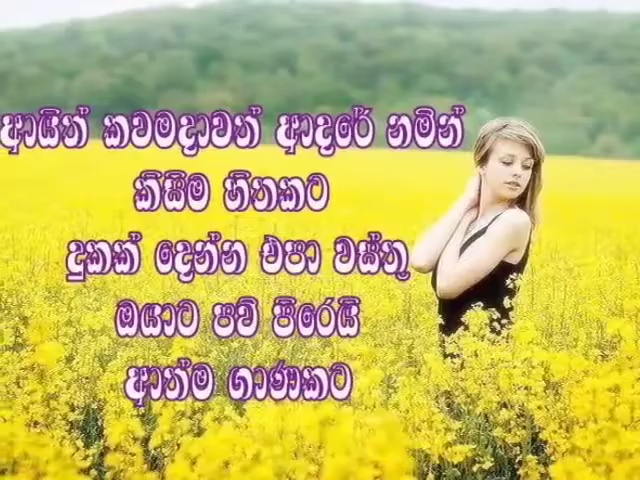 ආයිත් කවමදාවත් ආදරේ නමින්
කිසිම හිතකට
දුකක් දෙන්න එපා වස්තු
ඔයාට පව් පිරෙයි
ආත්ම ගාණකට